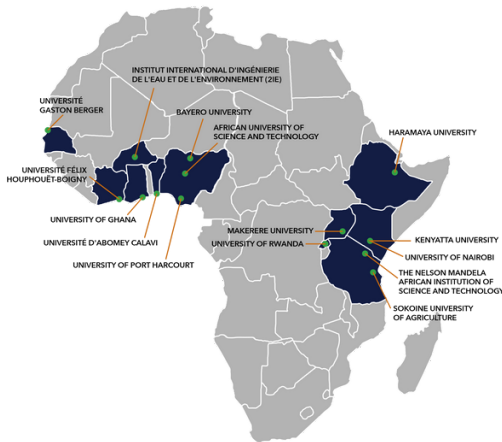 INSTITUT INTERNATIONAL D'INGÉNIERIE
DE L'EAU ET DE L'ENVIRONNEMENT (2IE)
UNIVERSITÉ
GASTON BERGER
BAYERO UNIVERSITY
AFRICAN UNIVERSITY OF
SCIENCE AND TECHNOLOGY
HARAMAYA UNIVERSITY
UNIVERSITÉ FÉLIX
HOUPHOUËT-BOIGNY
UNIVERSITY OF GHANA
MAKERERE UNIVERSITY
KENYATTA UNIVERSITY
UNIVERSITÉ D'ABOMEY CALAVI
UNIVERSITY OF RWANDA
UNIVERSITY OF NAIROBI
UNIVERSITY OF PORT HARCOURT
THE NELSON MANDELA
AFRICAN INSTITUTION OF
SCIENCE AND TECHNOLOGY
SOKOINE UNIVERSITY
OF AGRICULTURE